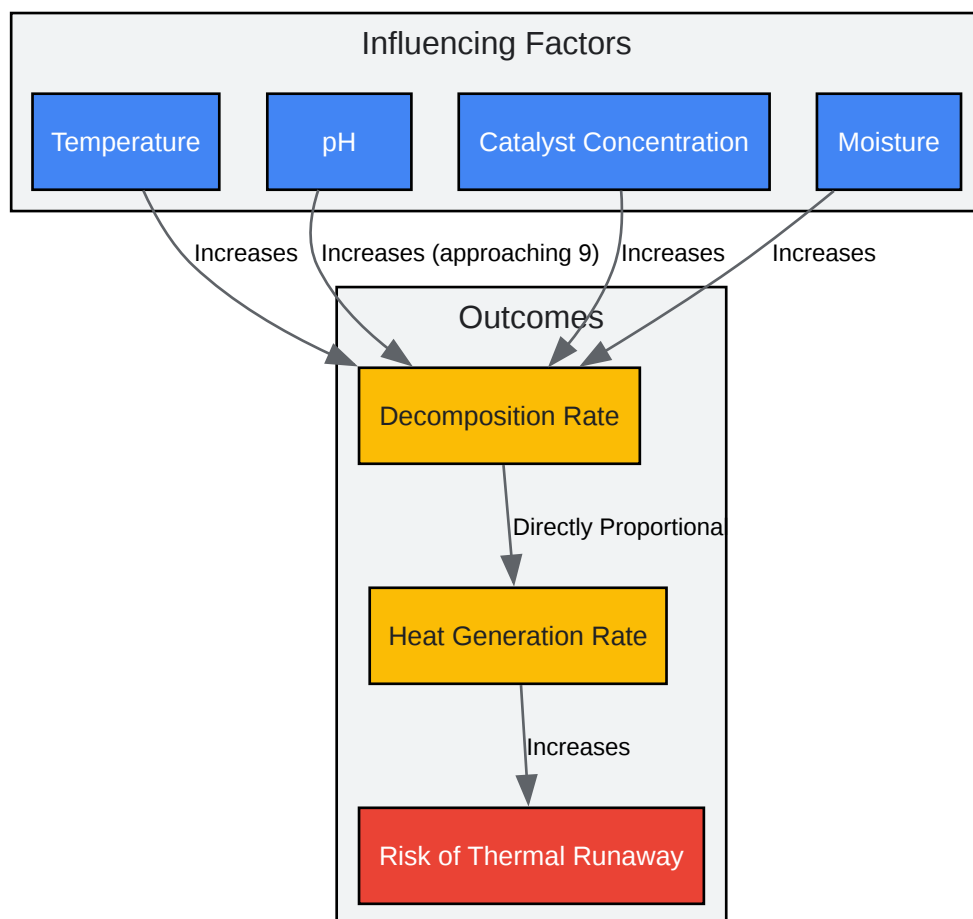 Influencing Factors
Temperature
pH
Catalyst Concentration
Moisture
Increases
Increases (approaching 9)
Increases
Increases
Outcomes
Decomposition Rate
Directly Proportional
Heat Generation Rate
Increases
Risk of Thermal Runaway